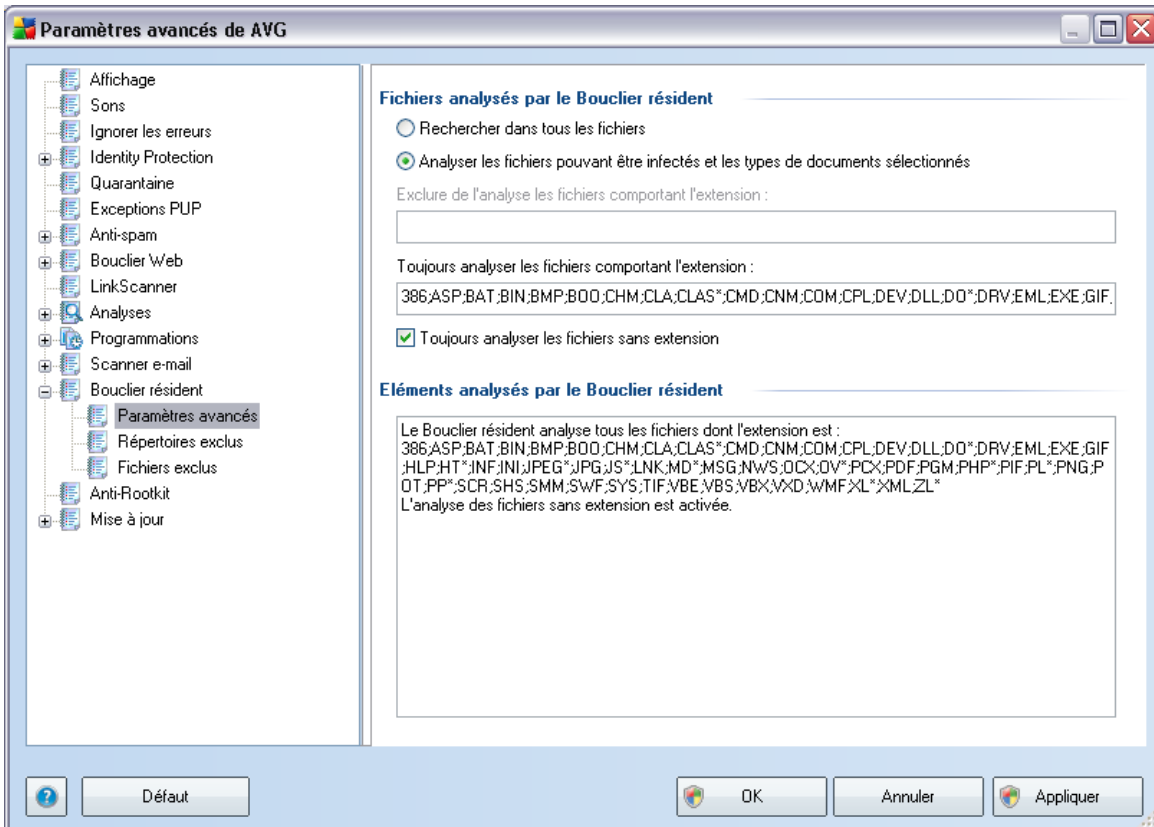 Paramètres avancés de AVG
Affichage
Sons
Ignorer les erreurs
Identity Protection
Quarantaine
Exceptions PUP
Anti-spam
Bouclier Web
LinkScanner
Analyses
Programmations
Scanner e-mail
Bouclier résident
Paramètres avancés
Répertoires exclus
Fichiers exclus
Anti-Rootkit
Mise à jour
Fichiers analysés par le Bouclier résident
Rechercher dans tous les fichiers
Analyser les fichiers pouvant être infectés et les types de documents sélectionnés
Exclure de l'analyse les fichiers comportant l'extension :
Toujours analyser les fichiers comportant l'extension :
386;ASP;BAT;BIN;BMP;BOO;CHM;CLA;CLAS*;CMD;CNM;COM;CPL;DEV;DLL;DO*;DRV;EML;EXE;GIF
Toujours analyser les fichiers sans extension
Eléments analysés par le Bouclier résident
Le Bouclier résident analyse tous les fichiers dont l'extension est :
386;ASP;BAT;BIN;BMP;BOO;CHM;CLA;CLAS*;CMD;CNM;COM;CPL;DEV;DLL;DO*;DRV;EML;EXE;GIF
;HLP;HT*;INF;INI;JPEG*;JPG;JS*;LNK;MD*;MSG;NWS;OCX;OV*;PCX;PDF;PGM;PHP*;PIF;PL*;PNG;P
OT;PP*;SCR;SHS;SMM;SWF;SYS;TIF;VBE;VBS;VBX;VXD;WMF;XL*;XML;ZL*
L'analyse des fichiers sans extension est activée.
Défaut
OK
Annuler
Appliquer